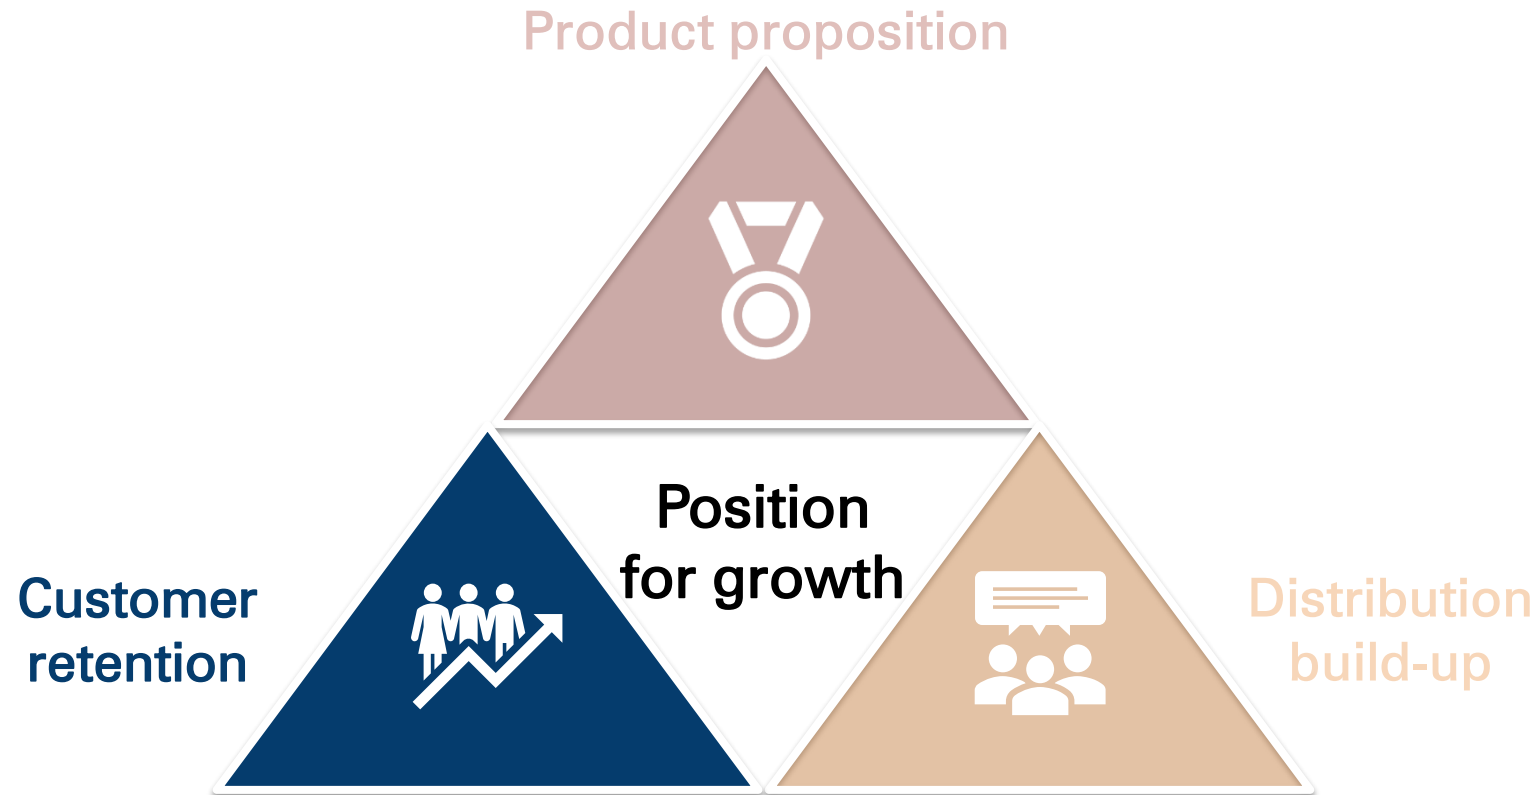 Product proposition
Position
for growth
Customer
retention
Distribution
build-up